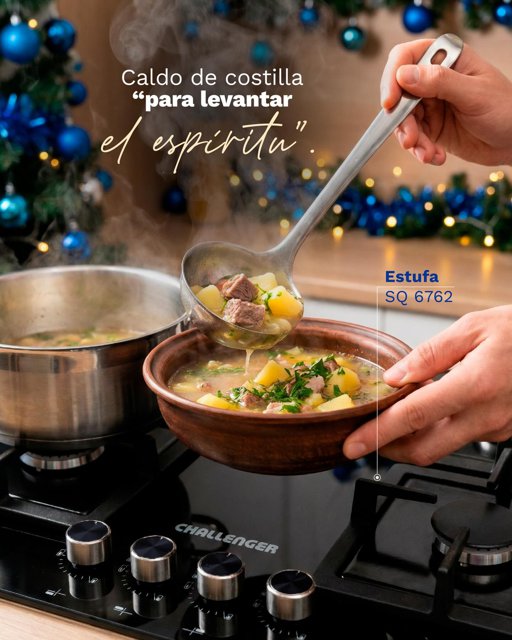 Caldo de costilla
“para levantar
el espíritu”.
Estufa
SQ 6762
CHALLENGER